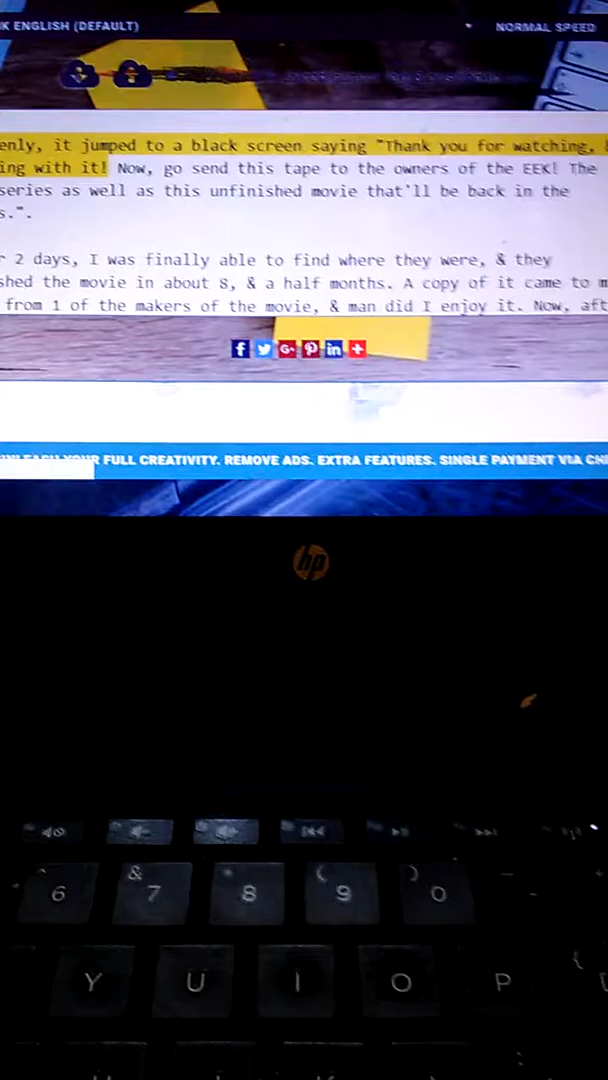 K ENGLISH (DEFAULT) NORMAL SPEED
enly, it jumped to a black screen saying "Thank you for watching, &
ing with it! Now, go send this tape to the owners of the EEK! The
series as well as this unfinished movie that'll be back in the
s.".
r 2 days, I was finally able to find where they were, & they
shed the movie in about 8, & a half months. A copy of it came to m
from 1 of the makers of the movie, & man did I enjoy it. Now, aft
f G+ in +
YOUR FULL CREATIVITY. REMOVE ADS. EXTRA FEATURES. SINGLE PAYMENT VIA
hp
& ( )
6 7 8 9 0
{
Y U I O P